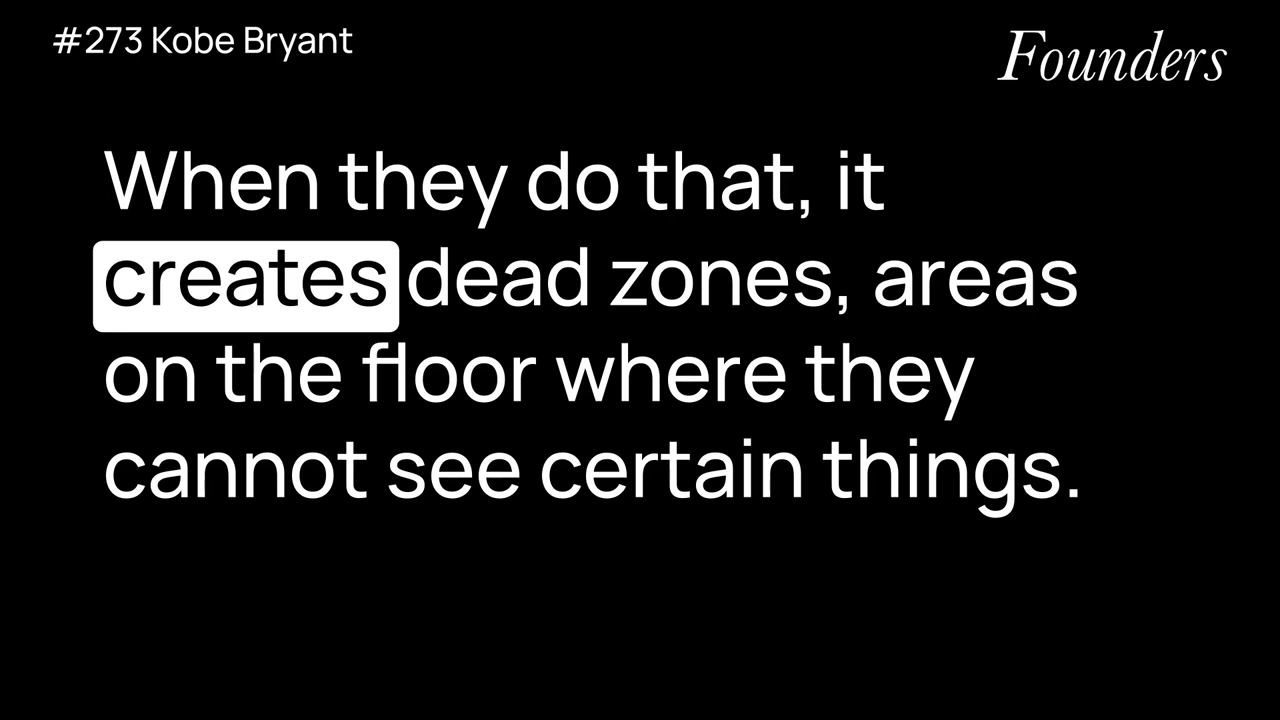 #273 Kobe Bryant
Founders
When they do that, it
creates dead zones, areas
on the floor where they
cannot see certain things.